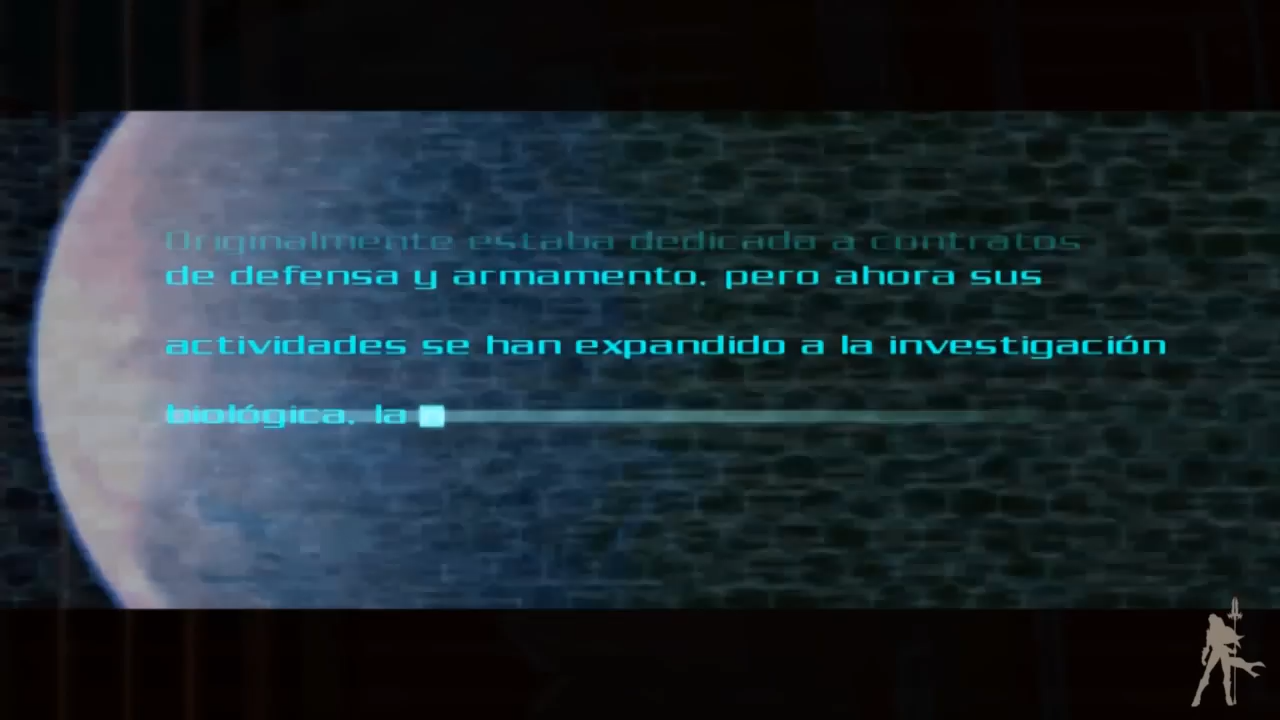 Originalmente estaba dedicada a contratos
de defensa y armamento, pero ahora sus
actividades se han expandido a la investigación
biológica, la